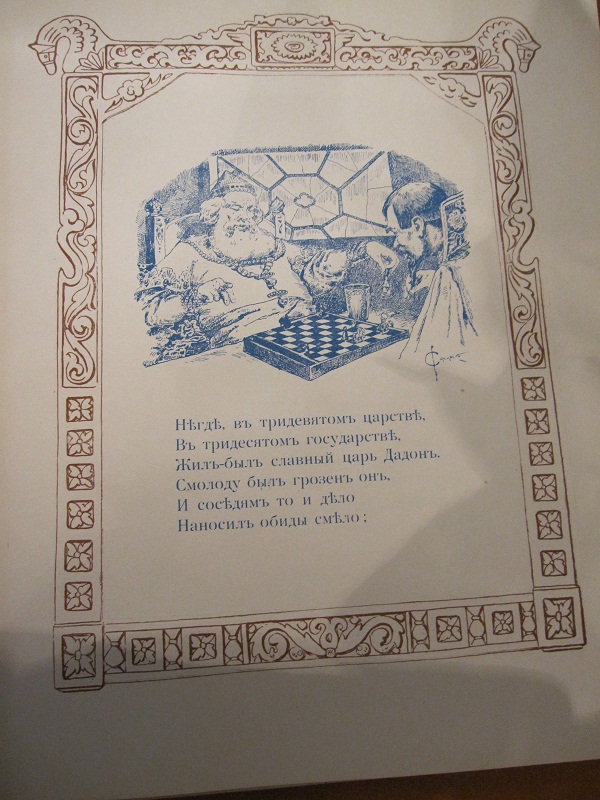 Нѣгдѣ, въ тридевятомъ царствѣ,
Въ тридесятомъ государствѣ,
Жилъ-былъ славный царь Дадонъ.
Смолоду былъ грозенъ онъ,
И сосѣдямъ то и дѣло
Наносилъ обиды смѣло;